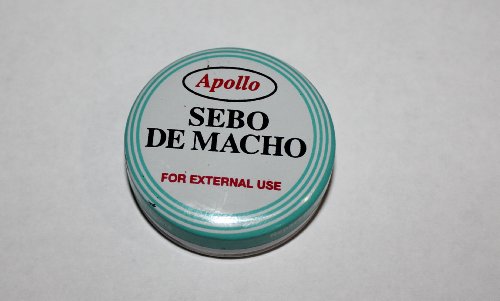 Apollo
SEBO
DE MACHO
FOR EXTERNAL USE